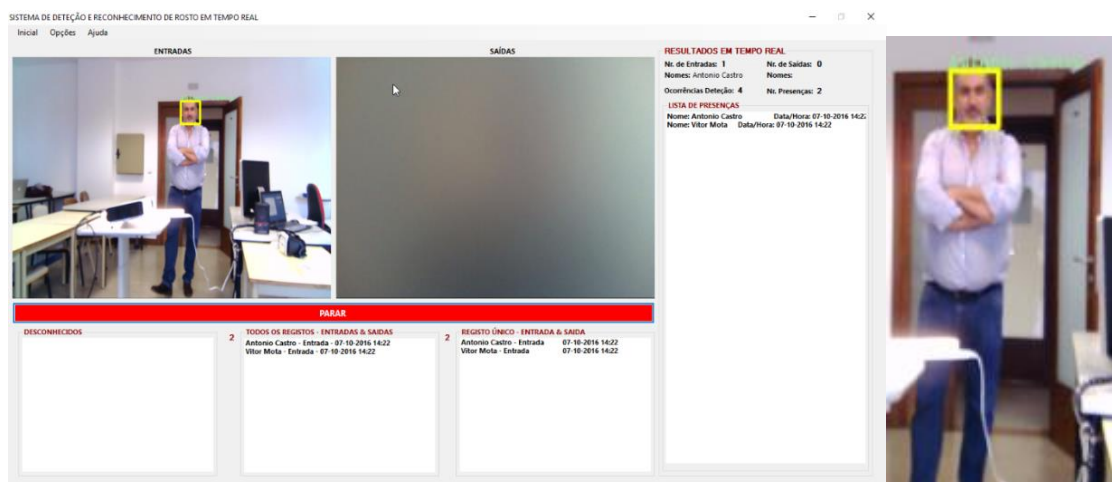 SISTEMA DE DETEÇÃO E RECONHECIMENTO DE ROSTO EM TEMPO REAL
Inicial Opções Ajuda
ENTRADAS
SAÍDAS
PARAR
DESCONHECIDOS
2
TODOS OS REGISTOS - ENTRADAS & SAIDAS
Antonio Castro - Entrada - 07-10-2016 14:22
Vitor Mota - Entrada - 07-10-2016 14:22
2
REGISTO ÚNICO - ENTRADA & SAIDA
Antonio Castro - Entrada 07-10-2016 14:22
Vitor Mota - Entrada 07-10-2016 14:22
RESULTADOS EM TEMPO REAL
Nr. de Entradas: 1 Nr. de Saídas: 0
Nomes: Antonio Castro Nomes:
Ocorrências Deteção: 4 Nr. Presenças: 2
LISTA DE PRESENÇAS
Nome: Antonio Castro Data/Hora: 07-10-2016 14:22
Nome: Vitor Mota Data/Hora: 07-10-2016 14:22